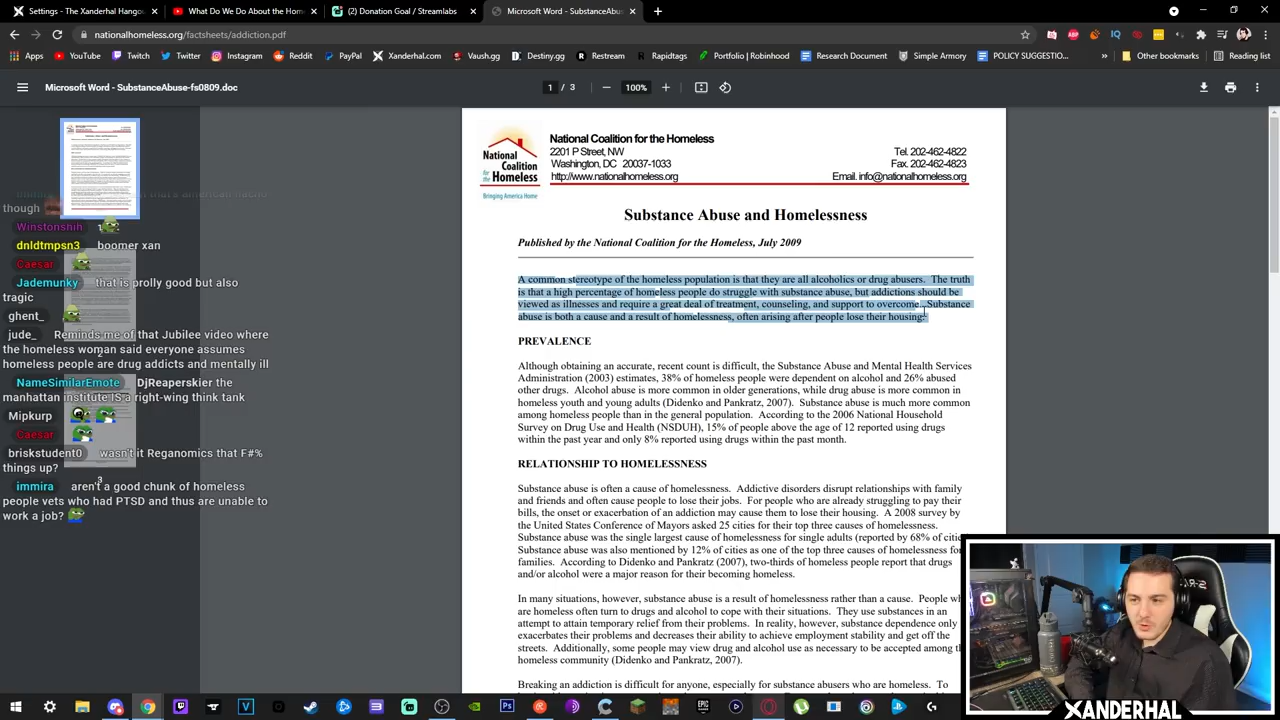 Settings - The Homeless In
What We Do About the Home
(2) Donation Goal / Streamlabs
Microsoft Word - SubstanceAbus
nationalhomeless.org/factsheets/addiction.pdf
Apps
YouTube
Twitch
Twitter
Instagram
Reddit
PayPal
Xanderhal.com
Vaush.gg
Destiny.gg
Restream
Rapidtags
Portfolio | Robinhood
Research Document
Simple Armory
POLICY SUGGESTIO...
Other bookmarks
Reading list
Microsoft Word - SubstanceAbuse-fs0809.doc
1 / 3
100%
National Coalition for the Homeless
2201 P Street, NW
Washington, DC 20037-1033
http://www.nationalhomeless.org
Tel. 202-462-4822
Fax. 202-462-4823
Email. info@nationalhomeless.org
National
Coalition
for the
Homeless
Bringing America Home
Substance Abuse and Homelessness
Published by the National Coalition for the Homeless, July 2009
A common stereotype of the homeless population is that they are all alcoholics or drug abusers. The truth
is that a high percentage of homeless people do struggle with substance abuse, but addictions should be
viewed as illnesses and require a great deal of treatment, counseling, and support to overcome. Substance
abuse is both a cause and a result of homelessness, often arising after people lose their housing.
PREVALENCE
Although obtaining an accurate, recent count is difficult, the Substance Abuse and Mental Health Services
Administration (2003) estimates, 38% of homeless people were dependent on alcohol and 26% abused
other drugs. Alcohol abuse is more common in older generations, while drug abuse is more common in
homeless youth and young adults (Didenko and Pankratz, 2007). Substance abuse is much more common
among homeless people than in the general population. According to the 2006 National Household
Survey on Drug Use and Health (NSDUH), 15% of people above the age of 12 reported using drugs
within the past year and only 8% reported using drugs within the past month.
RELATIONSHIP TO HOMELESSNESS
Substance abuse is often a cause of homelessness. Addictive disorders disrupt relationships with family
and friends and often cause people to lose their jobs. For people who are already struggling to pay their
bills, the onset or exacerbation of an addiction may cause them to lose their housing. A 2008 survey by
the United States Conference of Mayors asked 25 cities for their top three causes of homelessness.
Substance abuse was the single largest cause of homelessness for single adults (reported by 68% of citie
Substance abuse was also mentioned by 12% of cities as one of the top three causes of homelessness for
families. According to Didenko and Pankratz (2007), two-thirds of homeless people report that drugs
and/or alcohol were a major reason for their becoming homeless.
In many situations, however, substance abuse is a result of homelessness rather than a cause. People wh
are homeless often turn to drugs and alcohol to cope with their situations. They use substances in an
attempt to attain temporary relief from their problems. In reality, however, substance dependence only
exacerbates their problems and decreases their ability to achieve employment stability and get off the
streets. Additionally, some people may view drug and alcohol use as necessary to be accepted among th
homeless community (Didenko and Pankratz, 2007).
Breaking an addiction is difficult for anyone, especially for substance abusers who are homeless. To
though
Winstonshin
dnldtmpsn3 boomer xan
Caesar
Jademunky that is prolly good for
just_ Reminds me of that Jubilee video where
the homeless woman said everyone assumes
homeless people are drug addicts and mentally ill
NameSimilarEmote DjReaperskirr the
manhattan institute IS a right-wing think tank
Mipkurp
Caesar
briskstudent0 wasn't it Reganomics that F#%
things up?
immira aren't a good chunk of homeless
people vets who had PTSD and thus are unable to
work a job?
XANDERHAL